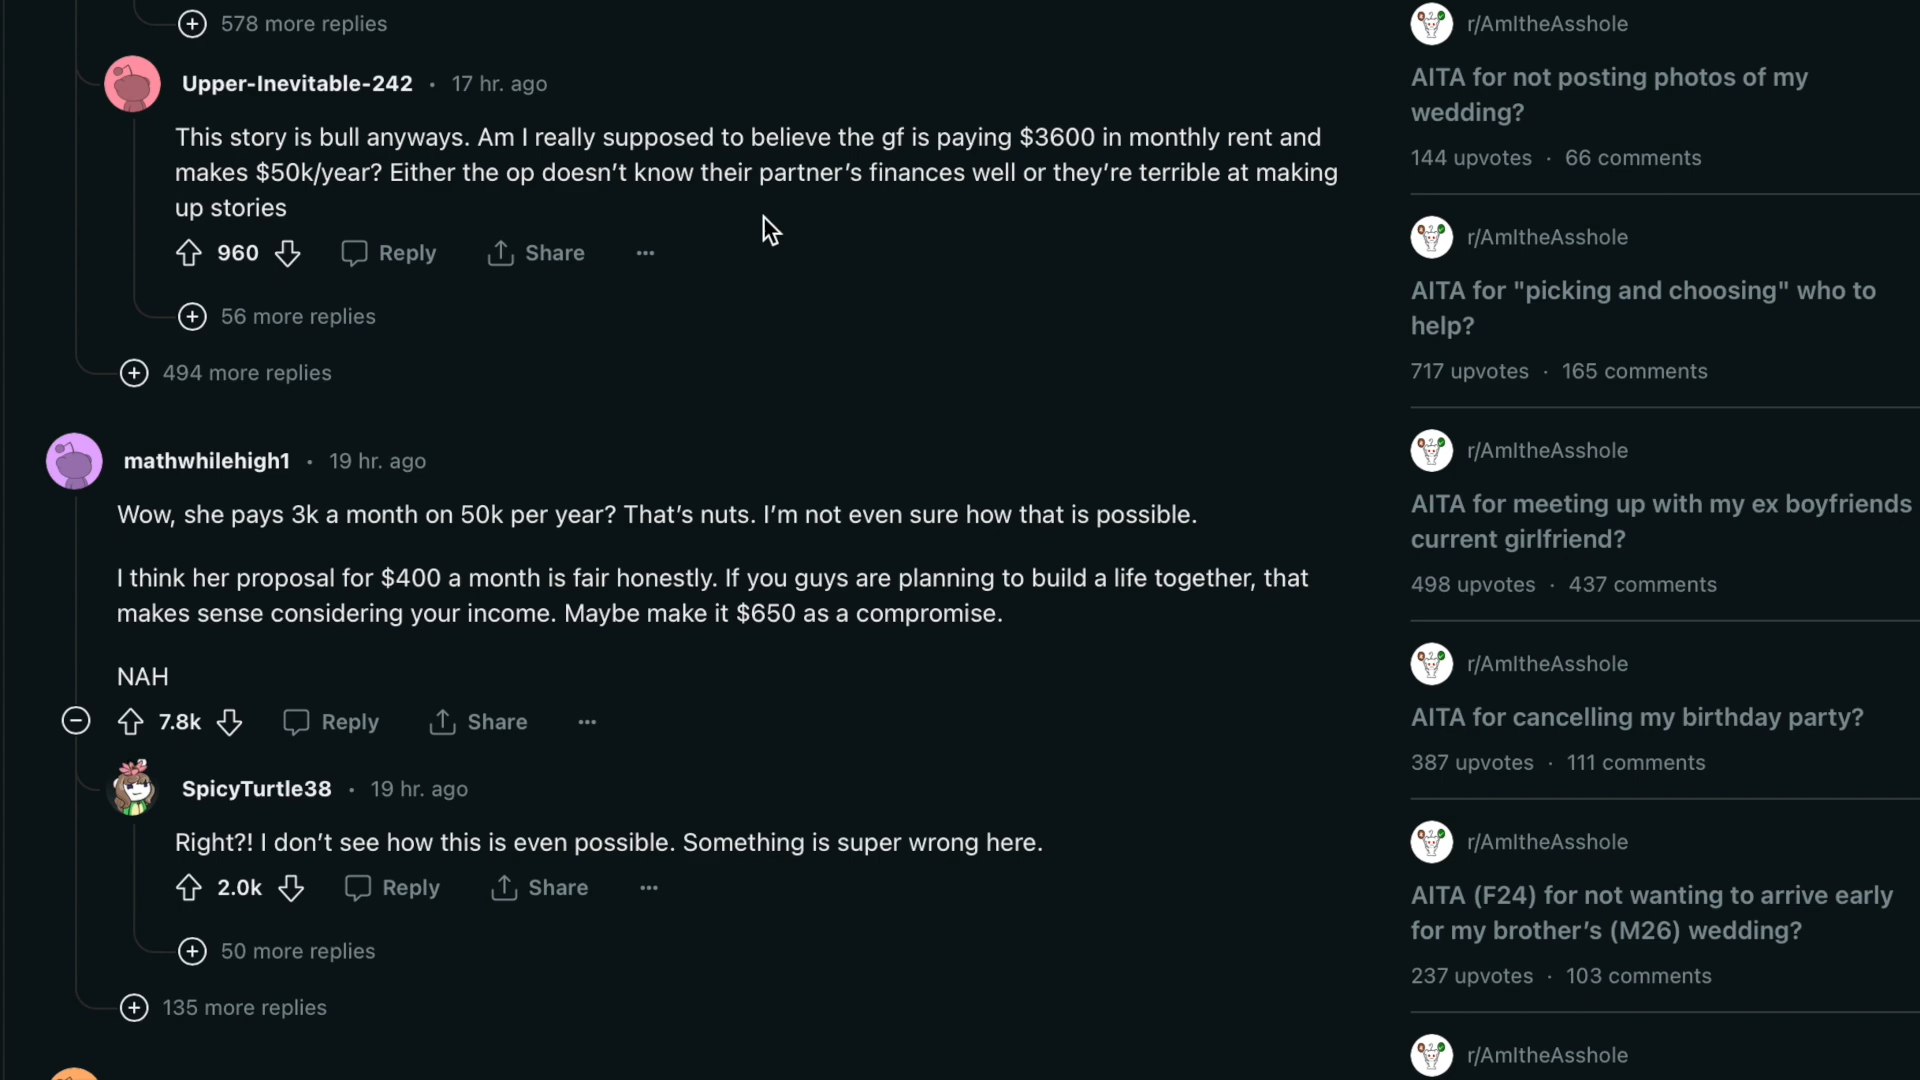 578 more replies
Upper-Inevitable-242 · 17 hr. ago
This story is bull anyways. Am I really supposed to believe the gf is paying $3600 in monthly rent and
makes $50k/year? Either the op doesn’t know their partner’s finances well or they’re terrible at making
up stories
960 Reply Share ···
56 more replies
494 more replies
mathwhilehigh1 · 19 hr. ago
Wow, she pays 3k a month on 50k per year? That’s nuts. I’m not even sure how that is possible.
I think her proposal for $400 a month is fair honestly. If you guys are planning to build a life together, that
makes sense considering your income. Maybe make it $650 as a compromise.
NAH
7.8k Reply Share ···
SpicyTurtle38 · 19 hr. ago
Right?! I don’t see how this is even possible. Something is super wrong here.
2.0k Reply Share ···
50 more replies
135 more replies
r/AmItheAsshole
AITA for not posting photos of my
wedding?
144 upvotes · 66 comments
r/AmItheAsshole
AITA for "picking and choosing" who to
help?
717 upvotes · 165 comments
r/AmItheAsshole
AITA for meeting up with my ex boyfriends
current girlfriend?
498 upvotes · 437 comments
r/AmItheAsshole
AITA for cancelling my birthday party?
387 upvotes · 111 comments
r/AmItheAsshole
AITA (F24) for not wanting to arrive early
for my brother’s (M26) wedding?
237 upvotes · 103 comments
r/AmItheAsshole